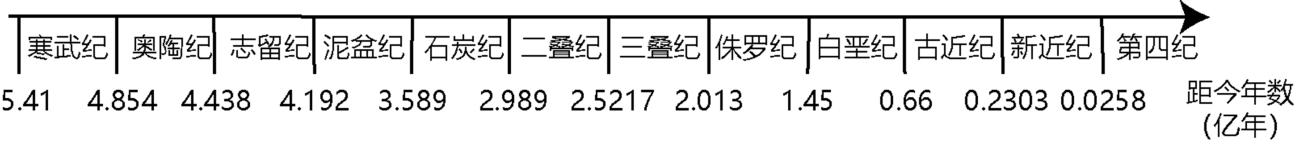 寒武纪 奥陶纪 志留纪 泥盆纪 石炭纪 二叠纪 三叠纪 侏罗纪 白垩纪 古近纪 新近纪 第四纪
5.41 4.854 4.438 4.192 3.589 2.989 2.5217 2.013 1.45 0.66 0.2303 0.0258 距今年数
(亿年)